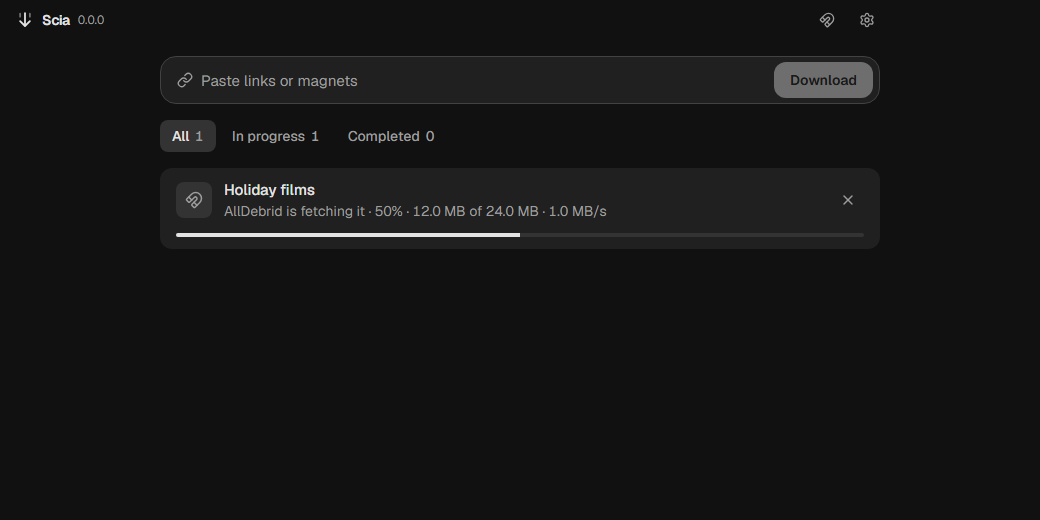 Scia 0.0.0
Paste links or magnets
Download
All 1 In progress 1 Completed 0
Holiday films
AllDebrid is fetching it · 50% · 12.0 MB of 24.0 MB · 1.0 MB/s